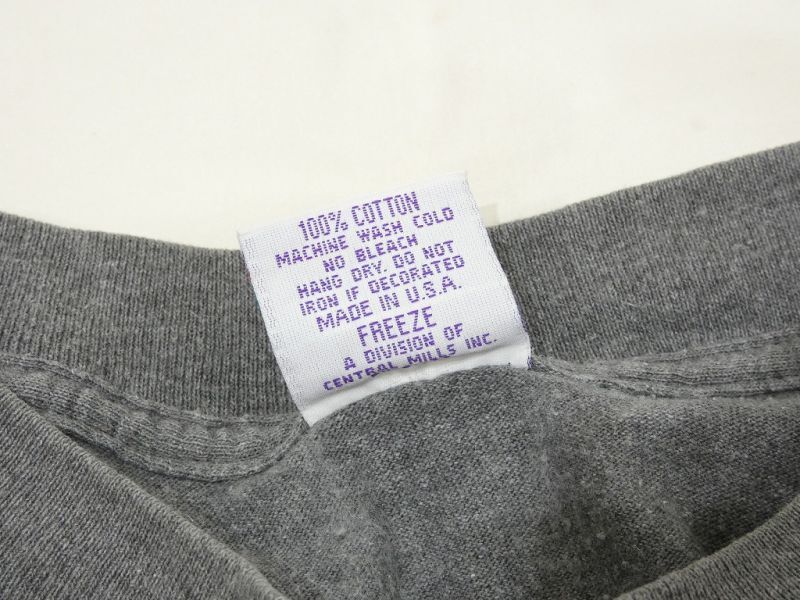 100% COTTON
MACHINE WASH COLD
NO BLEACH
HANG DRY. DO NOT
IRON IF DECORATED
MADE IN U.S.A.
FREEZE
A DIVISION OF
CENTRAL MILLS INC.